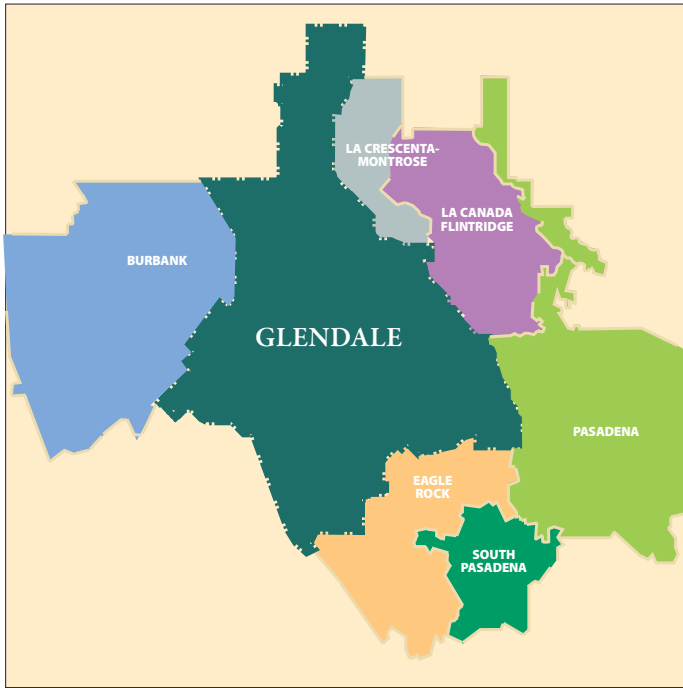 LA CRESCENTA-
MONTROSE
LA CANADA
FLINTRIDGE
BURBANK
GLENDALE
PASADENA
EAGLE
ROCK
SOUTH
PASADENA